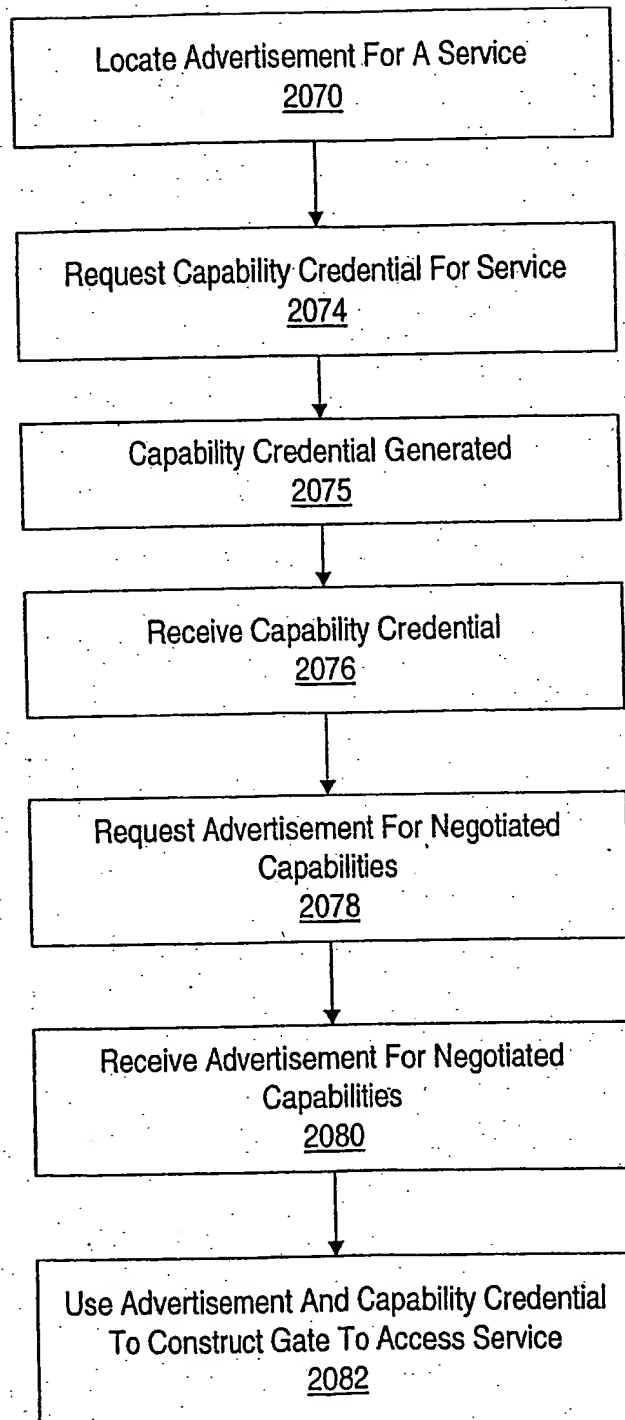 Locate Advertisement For A Service
2070
Request Capability Credential For Service
2074
Capability Credential Generated
2075
Receive Capability Credential
2076
Request Advertisement For Negotiated
Capabilities
2078
Receive Advertisement For Negotiated
Capabilities
2080
Use Advertisement And Capability Credential
To Construct Gate To Access Service
2082